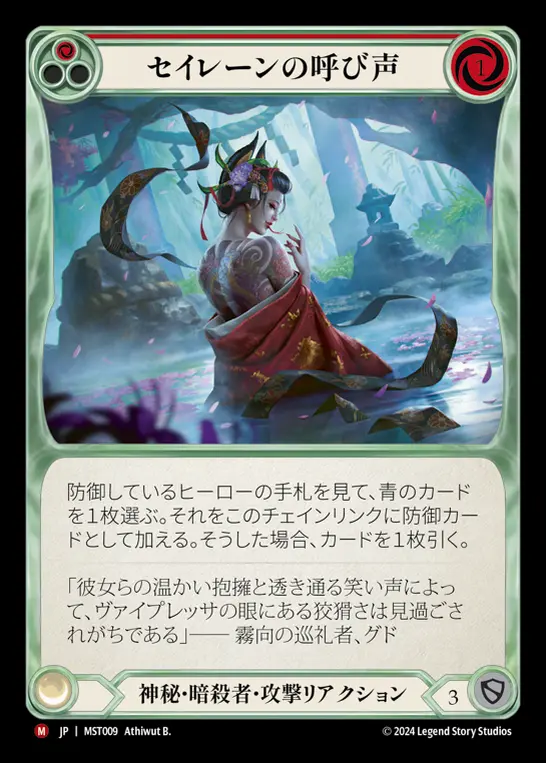 セイレーンの呼び声
1
防御しているヒーローの手札を見て、青のカード
を1枚選ぶ。それをこのチェインリンクに防御カー
ドとして加える。そうした場合、カードを1枚引く。
「彼女らの温かい抱擁と透き通る笑い声によっ
て、ヴァイプレッサの眼にある狡猾さは見過ごさ
れがちである」―― 霧向の巡礼者、グド
神秘・暗殺者・攻撃リアクション
3
M JP | MST009 Athiwut B.
© 2024 Legend Story Studios